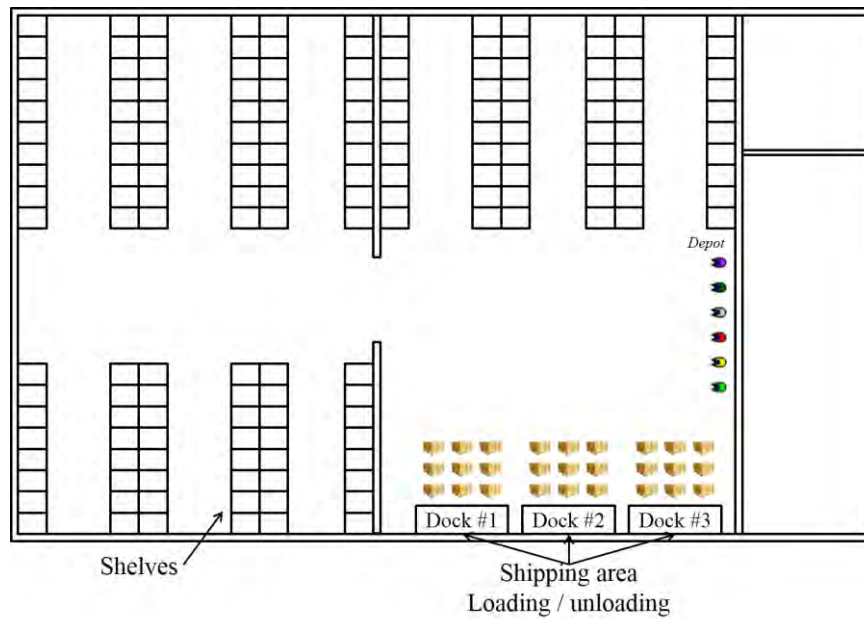 Depot
Dock #1
Dock #2
Dock #3
Shelves
Shipping area
Loading / unloading